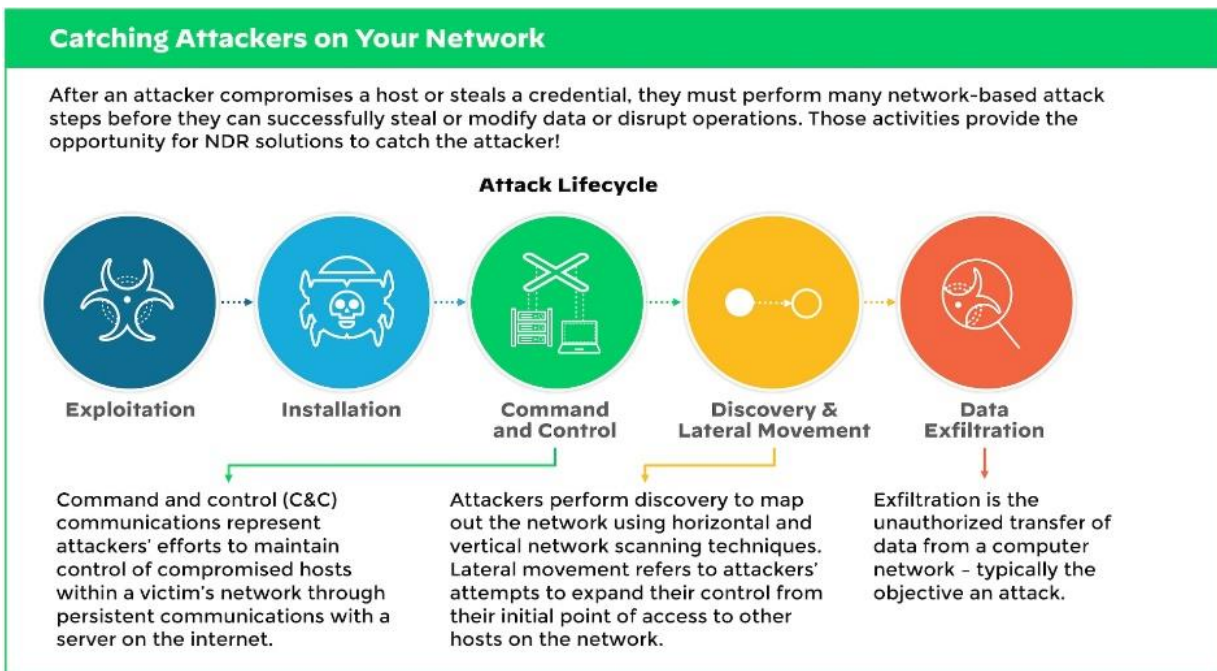 Catching Attackers on Your Network
After an attacker compromises a host or steals a credential, they must perform many network-based attack
steps before they can successfully steal or modify data or disrupt operations. Those activities provide the
opportunity for NDR solutions to catch the attacker!
Attack Lifecycle
Exploitation
Installation
Command
and Control
Discovery &
Lateral Movement
Data
Exfiltration
Command and control (C&C)
communications represent
attackers' efforts to maintain
control of compromised hosts
within a victim's network through
persistent communications with a
server on the internet.
Attackers perform discovery to map
out the network using horizontal and
vertical network scanning techniques.
Lateral movement refers to attackers'
attempts to expand their control from
their initial point of access to other
hosts on the network.
Exfiltration is the
unauthorized transfer of
data from a computer
network – typically the
objective an attack.